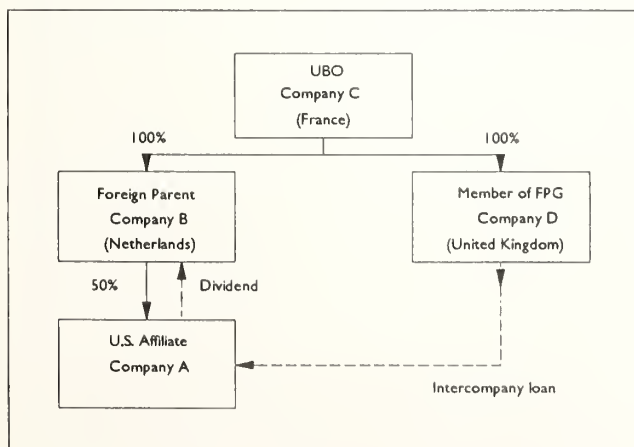 UBO
Company C
(France)
100%
100%
Foreign Parent
Company B
(Netherlands)
Member of FPG
Company D
(United Kingdom)
50%
Dividend
U.S. Affiliate
Company A
Intercompany loan